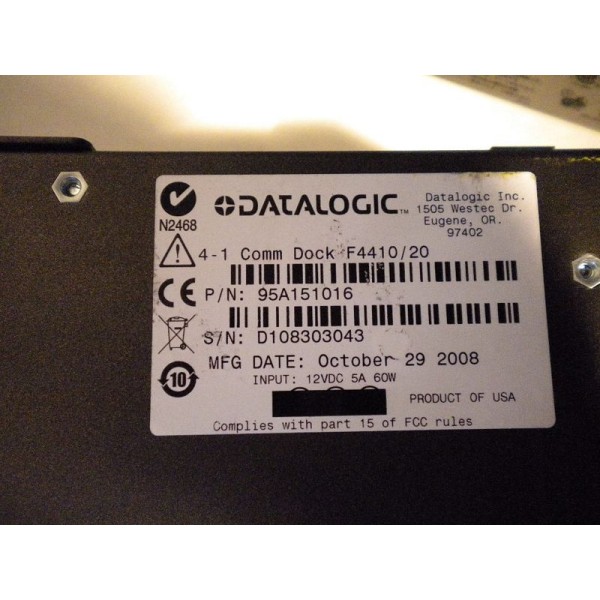 DATALOGIC™
Datalogic Inc.
1505 Westec Dr.
Eugene, OR.
97402
N2468
4-1 Comm Dock F4410/20
CE P/N: 95A151016
S/N: D108303043
MFG DATE: October 29 2008
10
INPUT: 12VDC 5A 60W
PRODUCT OF USA
Complies with part 15 of FCC rules